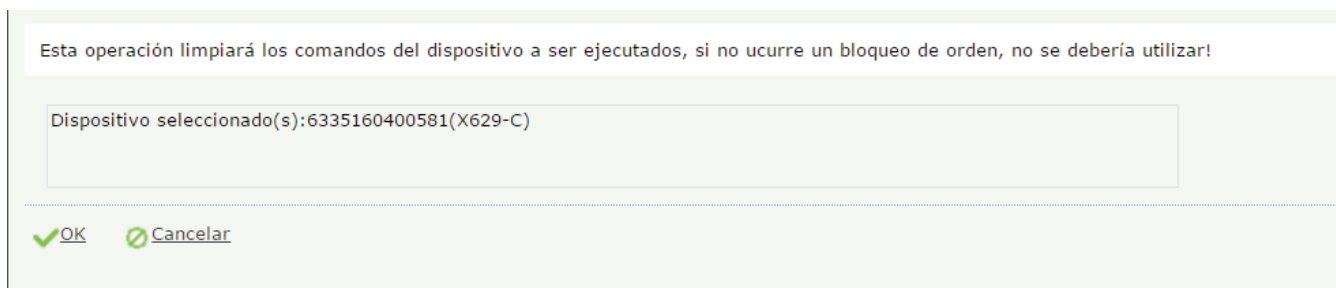 Esta operación limpiará los comandos del dispositivo a ser ejecutados, si no ucurre un bloqueo de orden, no se debería utilizar!
Dispositivo seleccionado(s):6335160400581(X629-C)
OK Cancelar